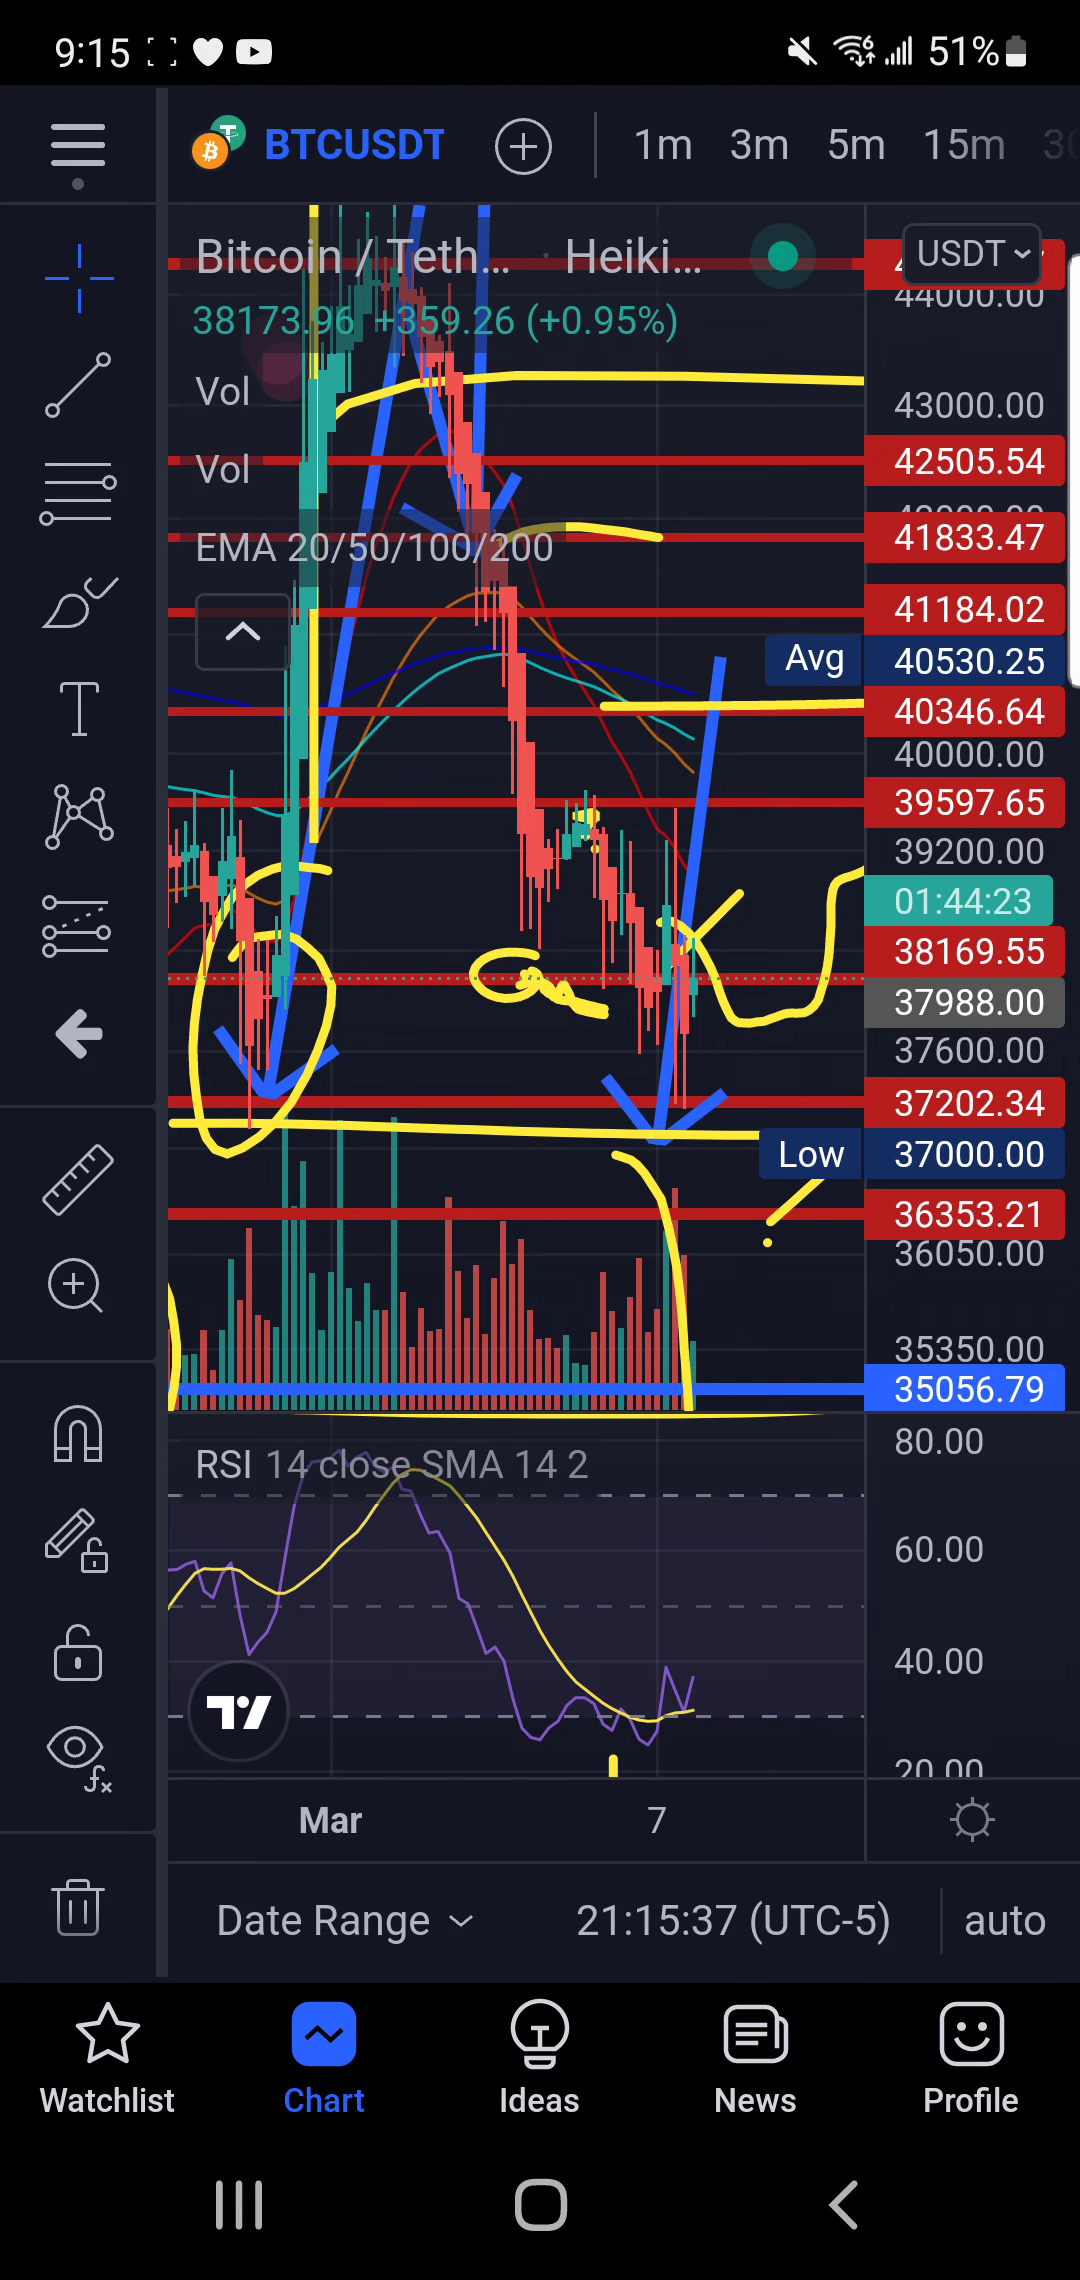 9:15 51%
BTCUSDT 1m 3m 5m 15m
Bitcoin / Teth... · Heiki... USDT
44000.00
38173.96 +359.26 (+0.95%)
Vol
43000.00
Vol 42505.54
41833.47
EMA 20/50/100/200
41184.02
Avg 40530.25
40346.64
40000.00
39597.65
39200.00
01:44:23
38169.55
37988.00
37600.00
37202.34
Low 37000.00
36353.21
36050.00
35350.00
35056.79
80.00
RSI 14 close SMA 14 2
60.00
40.00
20.00
Mar 7
Date Range 21:15:37 (UTC-5) auto
Watchlist Chart Ideas News Profile